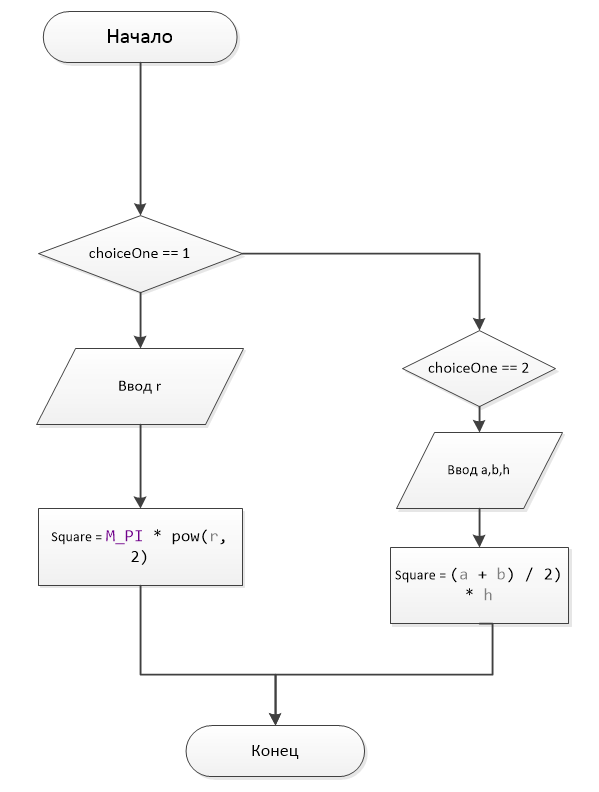 Начало
choiceOne == 1
choiceOne == 2
Ввод r
Ввод a,b,h
Square = M_PI * pow(r,
2)
Square = (a + b) / 2)
* h
Конец